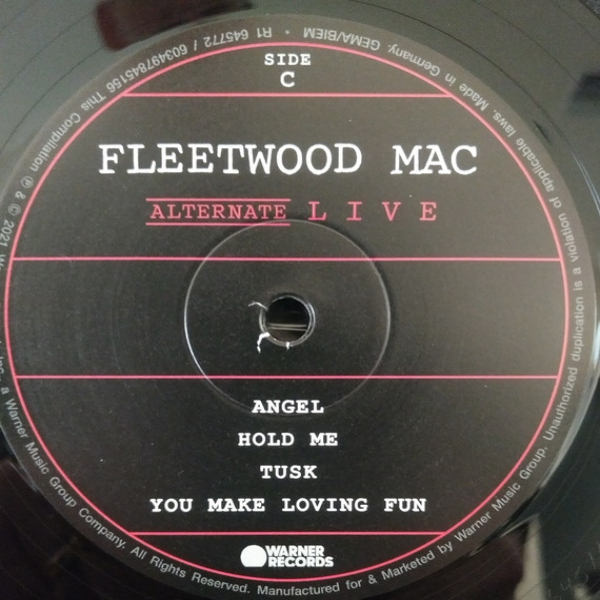 SIDE
C
FLEETWOOD MAC
ALTERNATE LIVE
ANGEL
HOLD ME
TUSK
YOU MAKE LOVING FUN
WARNER
RECORDS
This Compilation ℗ & © 2021 a Warner Music Group Company. All Rights Reserved. Manufactured for & Marketed by Warner Music Group. Unauthorized duplication is a violation of applicable laws. Made in Germany. GEMA/BIEM • R1 645772 / 603497845156